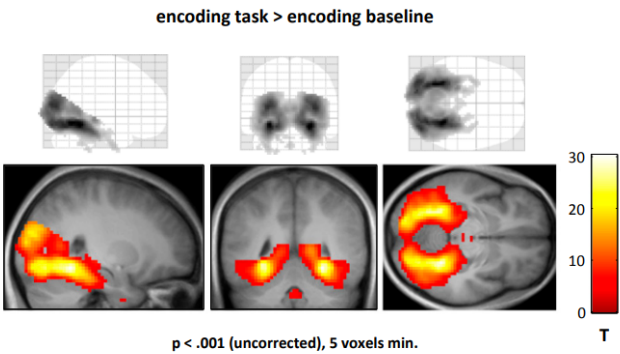 encoding task > encoding baseline
30
20
10
0
T
p < .001 (uncorrected), 5 voxels min.